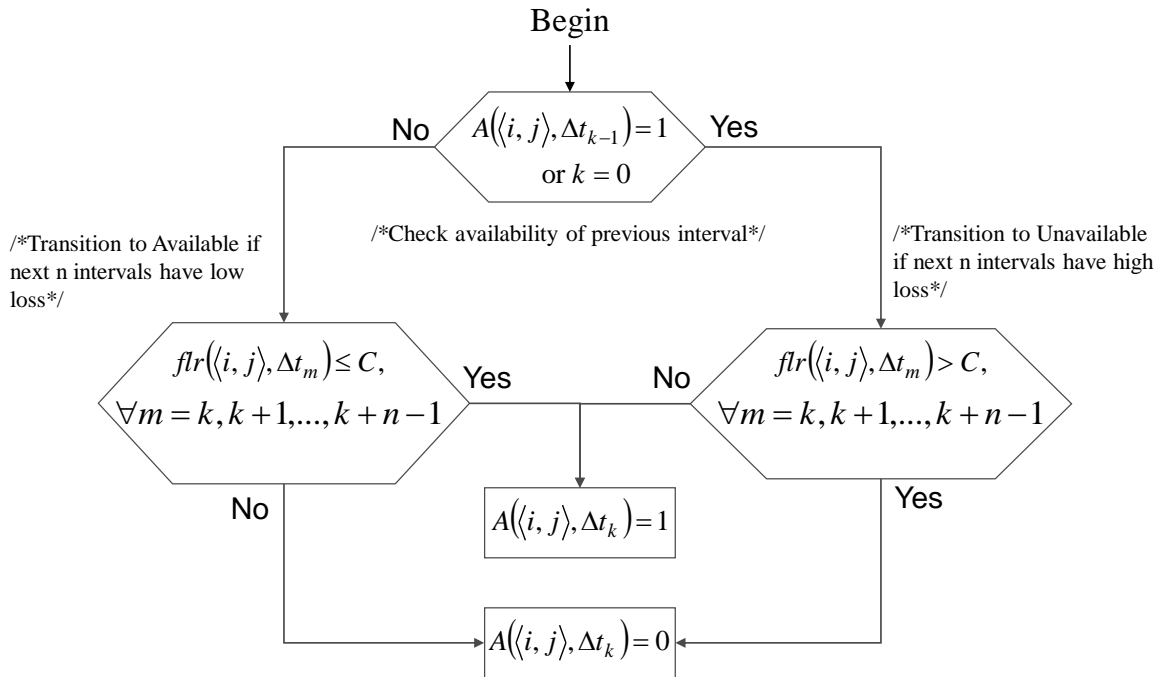 Begin
A(⟨i, j⟩, Δt_{k−1}) = 1
or k = 0
No
Yes
/*Check availability of previous interval*/
/*Transition to Available if
next n intervals have low
loss*/
/*Transition to Unavailable
if next n intervals have high
loss*/
flr(⟨i, j⟩, Δt_m) ≤ C,
∀m = k, k + 1,..., k + n − 1
Yes
No
flr(⟨i, j⟩, Δt_m) > C,
∀m = k, k + 1,..., k + n − 1
No
Yes
A(⟨i, j⟩, Δt_k) = 1
A(⟨i, j⟩, Δt_k) = 0